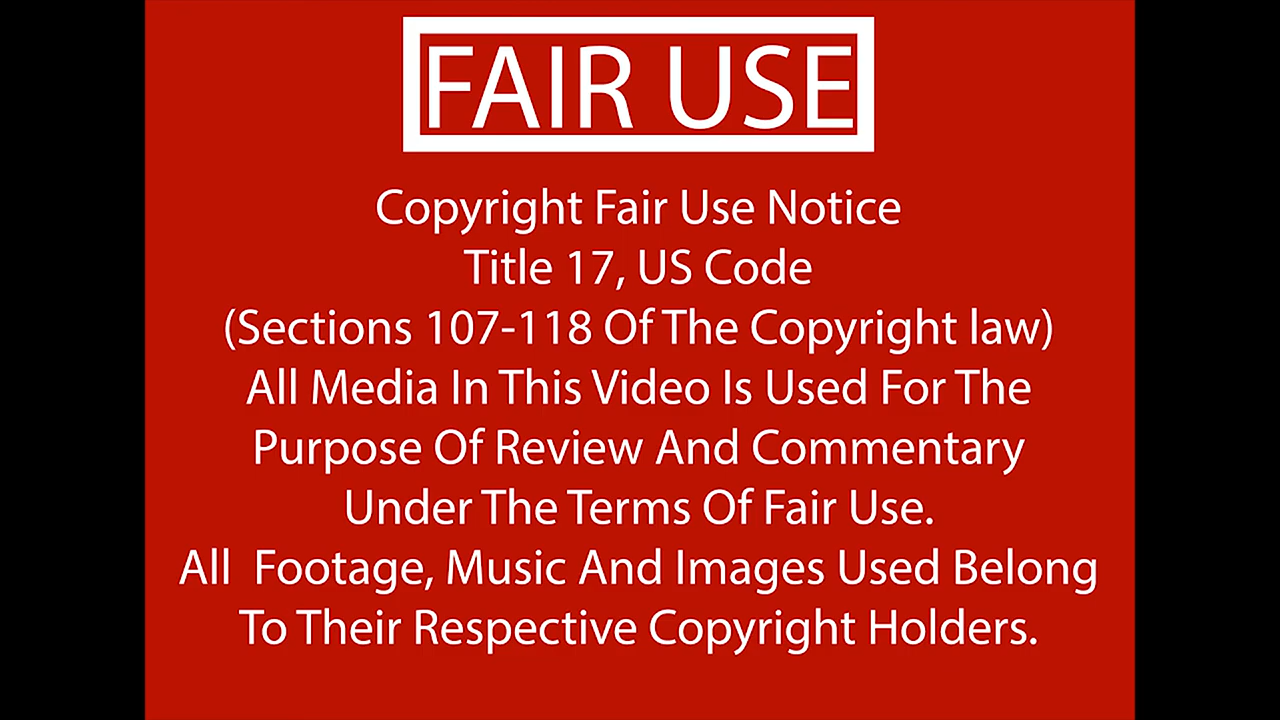 FAIR USE
Copyright Fair Use Notice
Title 17, US Code
(Sections 107-118 Of The Copyright law)
All Media In This Video Is Used For The
Purpose Of Review And Commentary
Under The Terms Of Fair Use.
All Footage, Music And Images Used Belong
To Their Respective Copyright Holders.